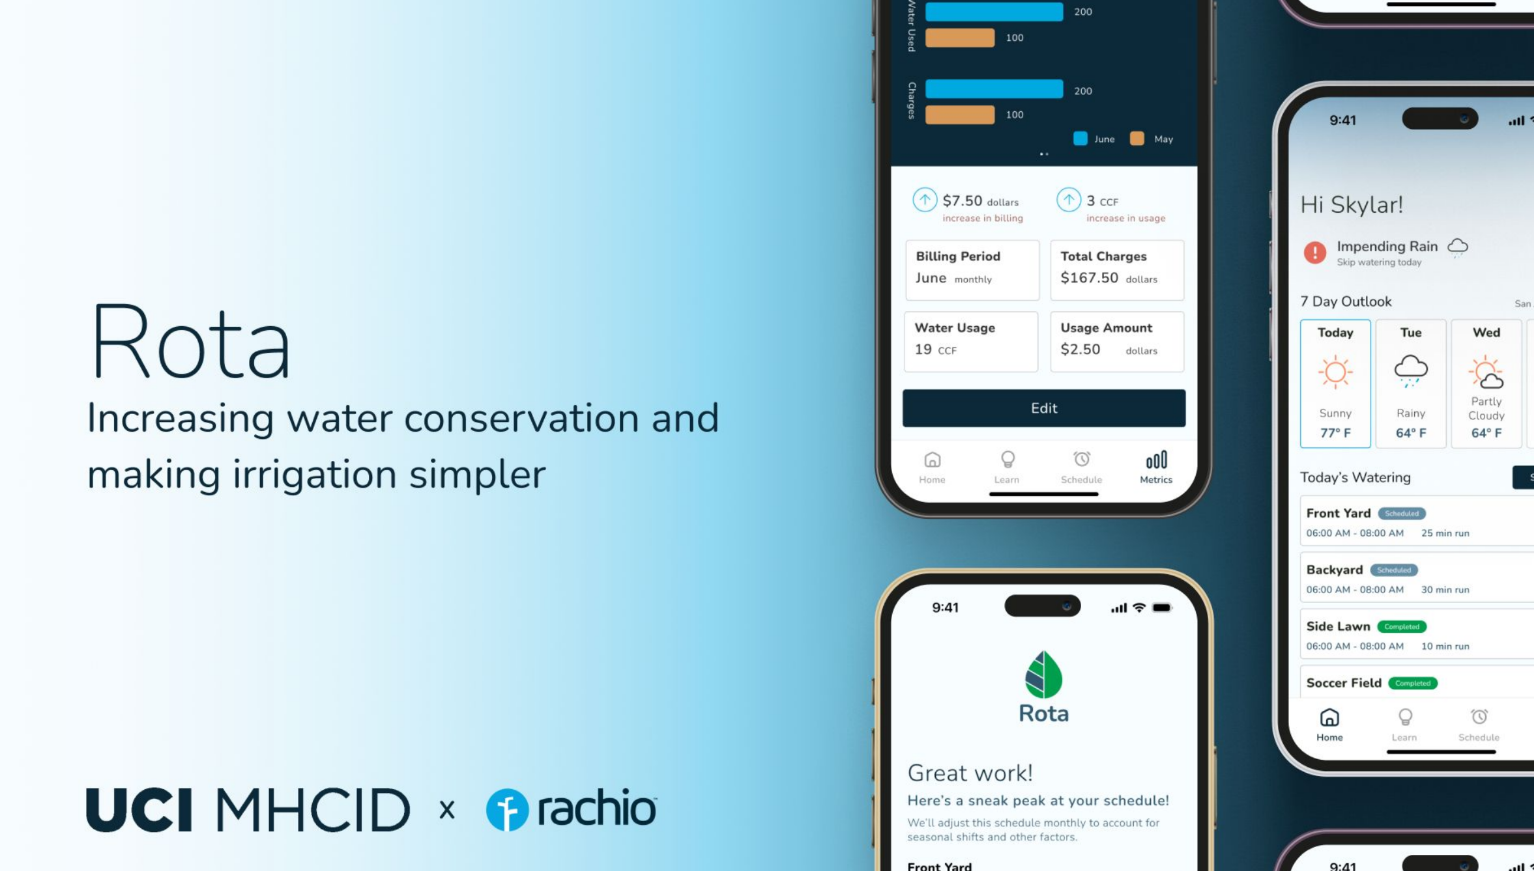 Rota
Increasing water conservation and
making irrigation simpler
UCI MHCID x rachio
Water Used
200
100
Charges
200
100
June May
$7.50 dollars
increase in billing
3 CCF
increase in usage
Billing Period
June monthly
Total Charges
$167.50 dollars
Water Usage
19 CCF
Usage Amount
$2.50 dollars
Edit
Home Learn Schedule Metrics
9:41
Rota
Great work!
Here's a sneak peak at your schedule!
We'll adjust this schedule monthly to account for
seasonal shifts and other factors.
Front Yard
9:41
Hi Skylar!
Impending Rain
Skip watering today
7 Day Outlook San
Today Tue Wed
Sunny Rainy Partly
Cloudy
77° F 64° F 64° F
Today's Watering
Front Yard Scheduled
06:00 AM - 08:00 AM 25 min run
Backyard Scheduled
06:00 AM - 08:00 AM 30 min run
Side Lawn Completed
06:00 AM - 08:00 AM 10 min run
Soccer Field Completed
Home Learn Schedule
9:41